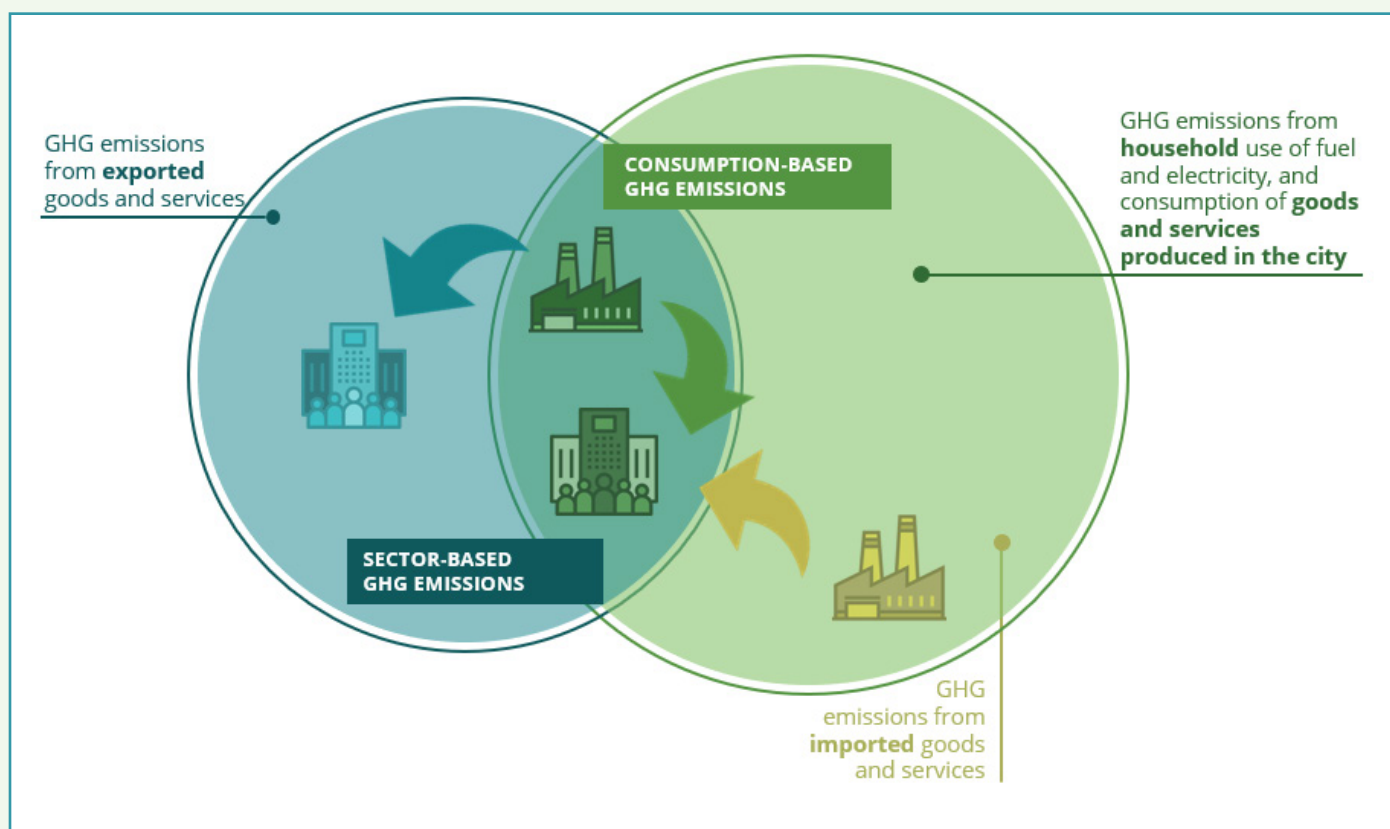 GHG emissions
from exported
goods and services
CONSUMPTION-BASED
GHG EMISSIONS
GHG emissions from
household use of fuel
and electricity, and
consumption of goods
and services
produced in the city
SECTOR-BASED
GHG EMISSIONS
GHG
emissions from
imported goods
and services